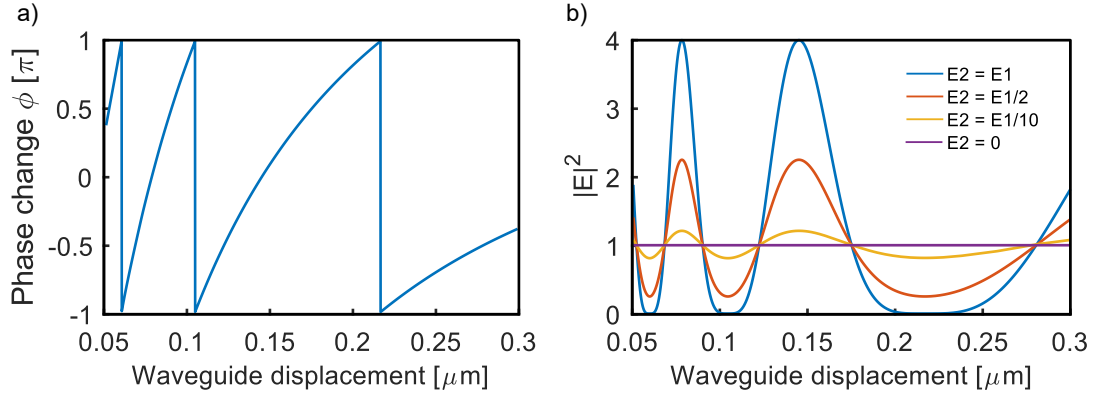 a)
Phase change ϕ [π]
1
0.5
0
-0.5
-1
0.05 0.1 0.15 0.2 0.25 0.3
Waveguide displacement [μm]
b)
|E|²
4
3
2
1
0
0.05 0.1 0.15 0.2 0.25 0.3
Waveguide displacement [μm]
E2 = E1
E2 = E1/2
E2 = E1/10
E2 = 0